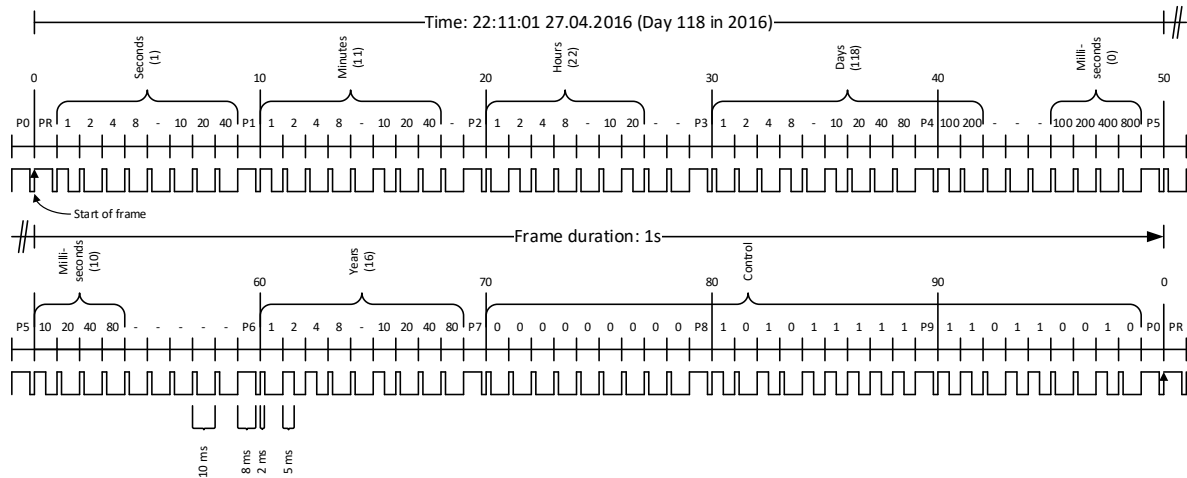 Time: 22:11:01 27.04.2016 (Day 118 in 2016)
Seconds
(1)
Minutes
(11)
Hours
(22)
Days
(118)
Milli-
seconds
(0)
0 10 20 30 40 50
P0 PR 1 2 4 8 - 10 20 40 P1 1 2 4 8 - 10 20 40 - P2 1 2 4 8 - 10 20 - - P3 1 2 4 8 - 10 20 40 80 P4 100 200 - - - 100 200 400 800 P5
Start of frame
Frame duration: 1s
Milli-
seconds
(10)
Years
(16)
Control
60 70 80 90 0
P5 10 20 40 80 - - - - - P6 1 2 4 8 - 10 20 40 80 P7 0 0 0 0 0 0 0 0 0 P8 1 0 1 0 1 1 1 1 1 P9 1 1 0 1 1 0 0 1 0 P0 PR
10 ms
8 ms
2 ms
5 ms